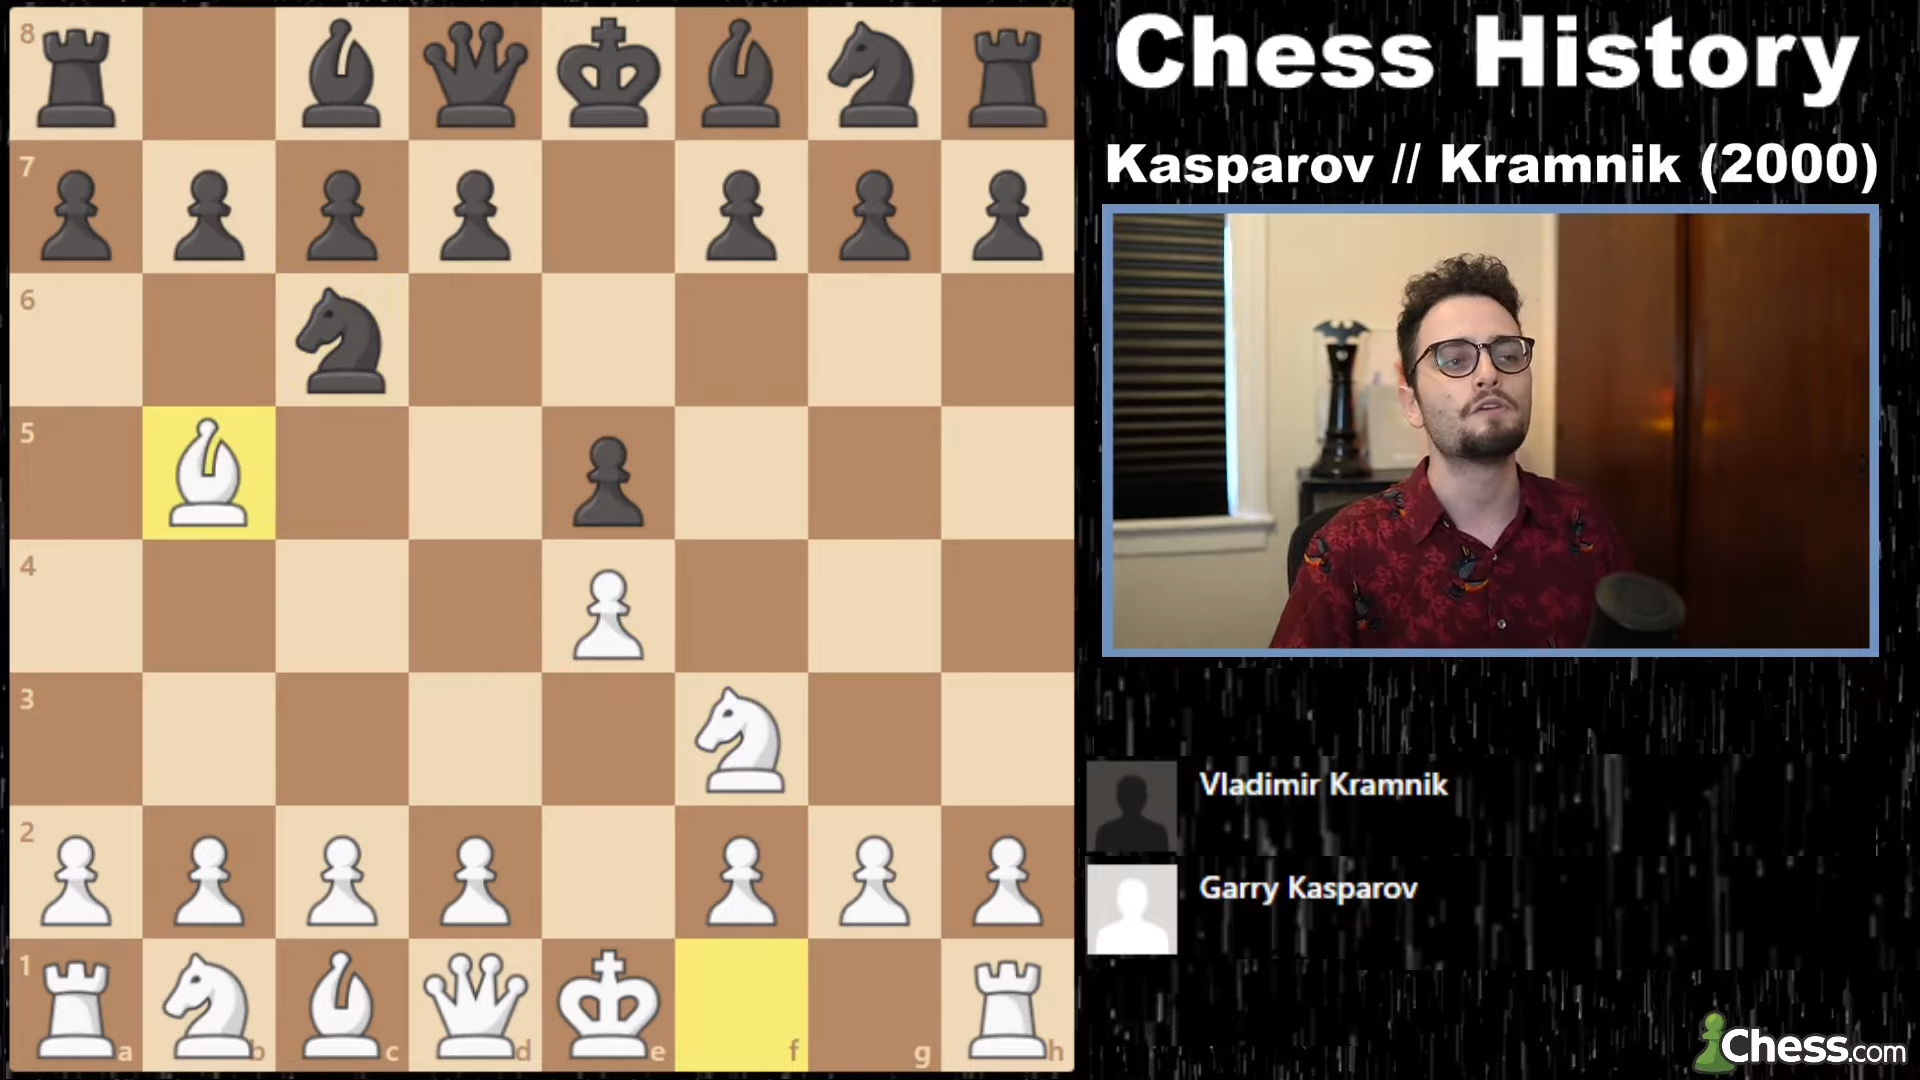 Chess History
Kasparov // Kramnik (2000)
8
7
6
5
4
3
2
1
a b c d e f g h
Vladimir Kramnik
Garry Kasparov
Chess.com